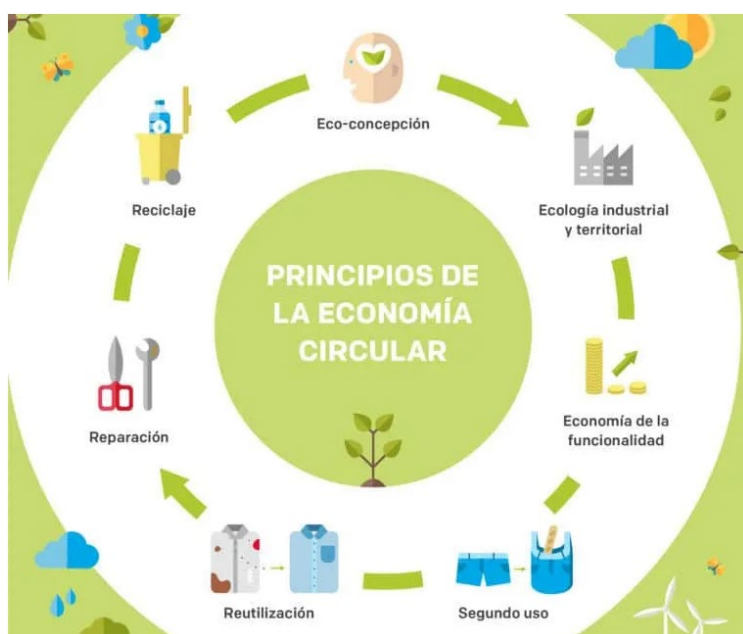 PRINCIPIOS DE
LA ECONOMÍA
CIRCULAR
Eco-concepción
Ecología industrial
y territorial
Economía de la
funcionalidad
Segundo uso
Reutilización
Reparación
Reciclaje